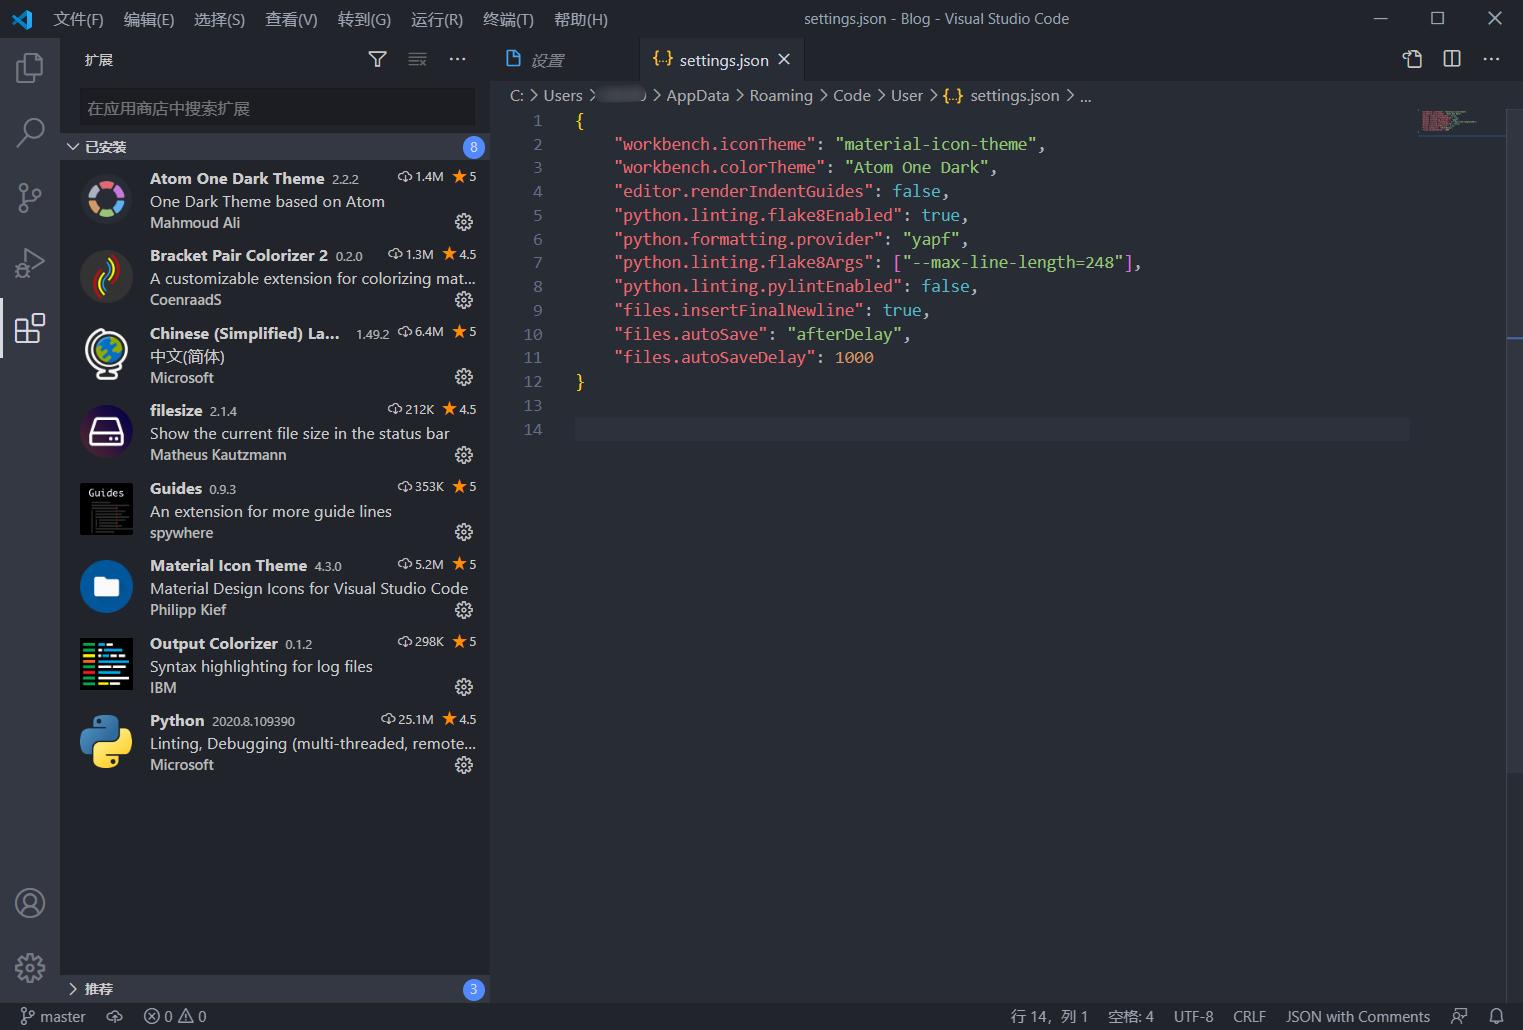 文件(F) 编辑(E) 选择(S) 查看(V) 转到(G) 运行(R) 终端(T) 帮助(H) settings.json - Blog - Visual Studio Code
扩展
在应用商店中搜索扩展
已安装 8
Atom One Dark Theme 2.2.2 1.4M 5
One Dark Theme based on Atom
Mahmoud Ali
Bracket Pair Colorizer 2 0.2.0 1.3M 4.5
A customizable extension for colorizing mat...
CoenraadS
Chinese (Simplified) La... 1.49.2 6.4M 5
中文(简体)
Microsoft
filesize 2.1.4 212K 4.5
Show the current file size in the status bar
Matheus Kautzmann
Guides
Guides 0.9.3 353K 5
An extension for more guide lines
spywhere
Material Icon Theme 4.3.0 5.2M 5
Material Design Icons for Visual Studio Code
Philipp Kief
Output Colorizer 0.1.2 298K 5
Syntax highlighting for log files
IBM
Python 2020.8.109390 25.1M 4.5
Linting, Debugging (multi-threaded, remote...
Microsoft
推荐 3
设置 {..} settings.json
C: > Users > > AppData > Roaming > Code > User > {..} settings.json > ...
1 {
2 "workbench.iconTheme": "material-icon-theme",
3 "workbench.colorTheme": "Atom One Dark",
4 "editor.renderIndentGuides": false,
5 "python.linting.flake8Enabled": true,
6 "python.formatting.provider": "yapf",
7 "python.linting.flake8Args": ["--max-line-length=248"],
8 "python.linting.pylintEnabled": false,
9 "files.insertFinalNewline": true,
10 "files.autoSave": "afterDelay",
11 "files.autoSaveDelay": 1000
12 }
13
14
master 0 0 行 14，列 1 空格: 4 UTF-8 CRLF JSON with Comments